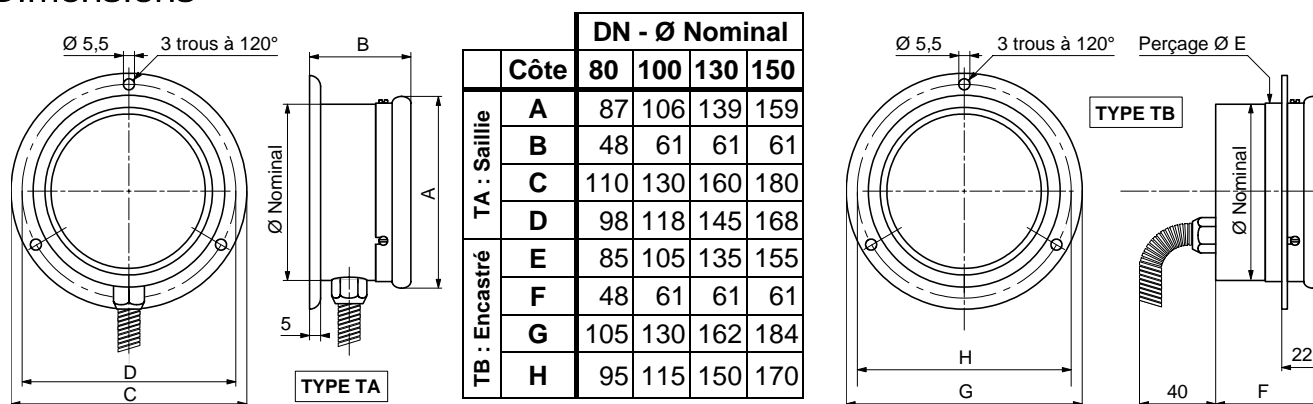 Dimensions
Ø 5,5
3 trous à 120°
B
Ø Nominal
A
5
D
C
TYPE TA
DN - Ø Nominal
Côte 80 100 130 150
TA : Saillie
A 87 106 139 159
B 48 61 61 61
C 110 130 160 180
D 98 118 145 168
TB : Encastré
E 85 105 135 155
F 48 61 61 61
G 105 130 162 184
H 95 115 150 170
Ø 5,5
3 trous à 120°
Perçage Ø E
TYPE TB
Ø Nominal
H
G
22
40
F